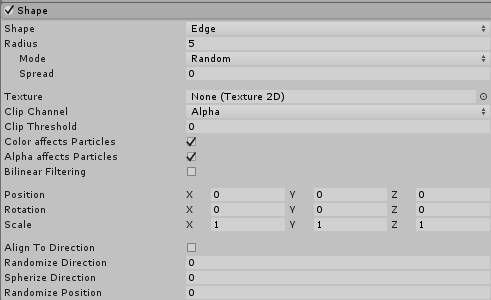 Shape
Shape Edge
Radius 5
Mode Random
Spread 0
Texture None (Texture 2D)
Clip Channel Alpha
Clip Threshold 0
Color affects Particles
Alpha affects Particles
Bilinear Filtering
Position X 0 Y 0 Z 0
Rotation X 0 Y 0 Z 0
Scale X 1 Y 1 Z 1
Align To Direction
Randomize Direction 0
Spherize Direction 0
Randomize Position 0